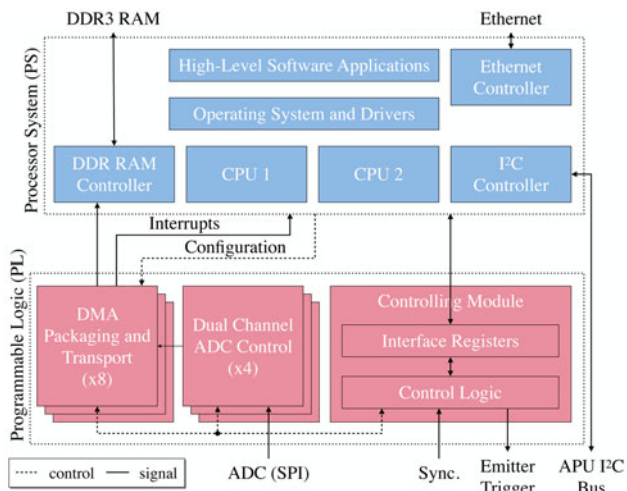 DDR3 RAM
Ethernet
Processor System (PS)
High-Level Software Applications
Ethernet
Controller
Operating System and Drivers
DDR RAM
Controller
CPU 1
CPU 2
I²C
Controller
Interrupts
Configuration
Programmable Logic (PL)
DMA
Packaging and
Transport
(x8)
Dual Channel
ADC Control
(x4)
Controlling Module
Interface Registers
Control Logic
control
signal
ADC (SPI)
Sync.
Emitter
Trigger
APU I²C
Bus